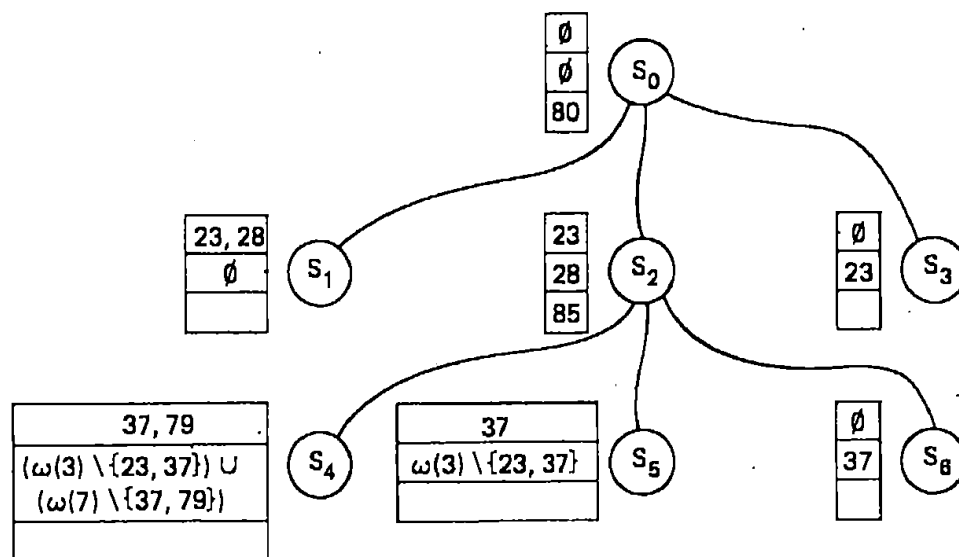 ∅
∅
80
S₀
23, 28
∅
S₁
23
28
85
S₂
∅
23
S₃
37, 79
(ω(3) \{23, 37}) ∪
(ω(7) \{37, 79})
S₄
37
ω(3) \{23, 37}
S₅
∅
37
S₆